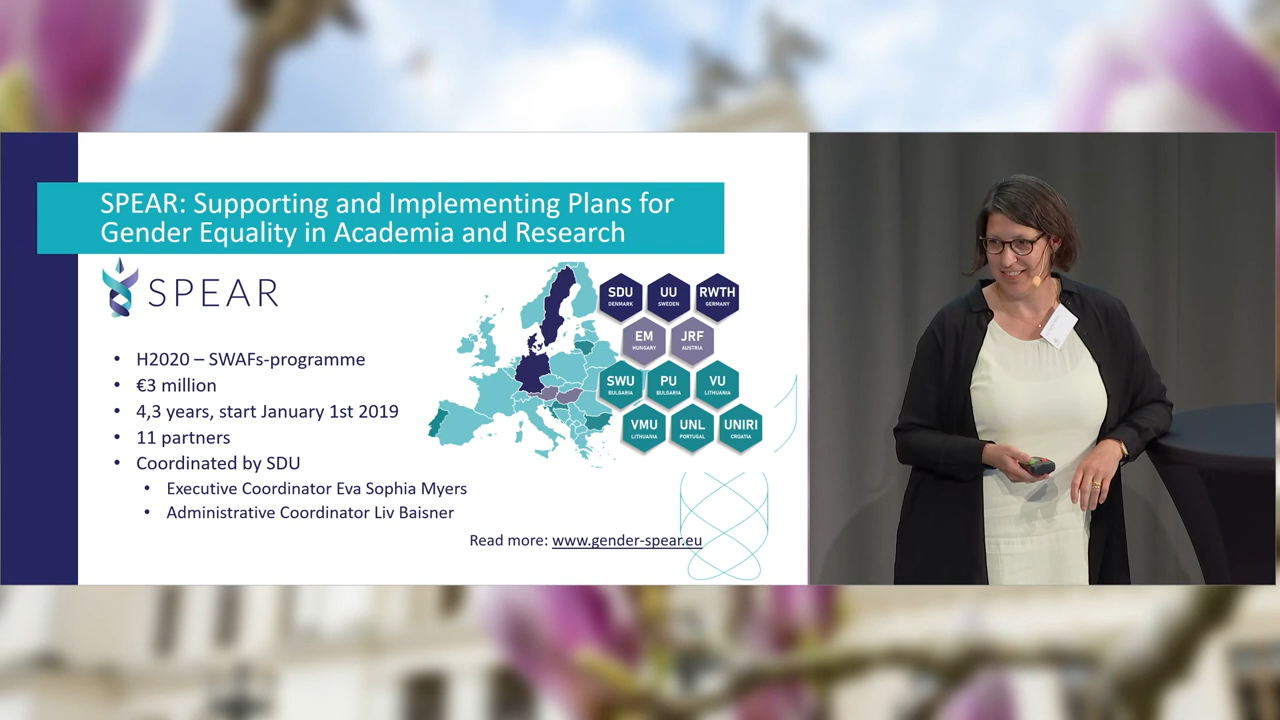 SPEAR: Supporting and Implementing Plans for
Gender Equality in Academia and Research
SPEAR
• H2020 – SWAFs-programme
• €3 million
• 4,3 years, start January 1st 2019
• 11 partners
• Coordinated by SDU
• Executive Coordinator Eva Sophia Myers
• Administrative Coordinator Liv Baisner
SDU
DENMARK
UU
SWEDEN
RWTH
GERMANY
EM
HUNGARY
JRF
AUSTRIA
SWU
BULGARIA
PU
BULGARIA
VU
LITHUANIA
VMU
LITHUANIA
UNL
PORTUGAL
UNIRI
CROATIA
Read more: www.gender-spear.eu